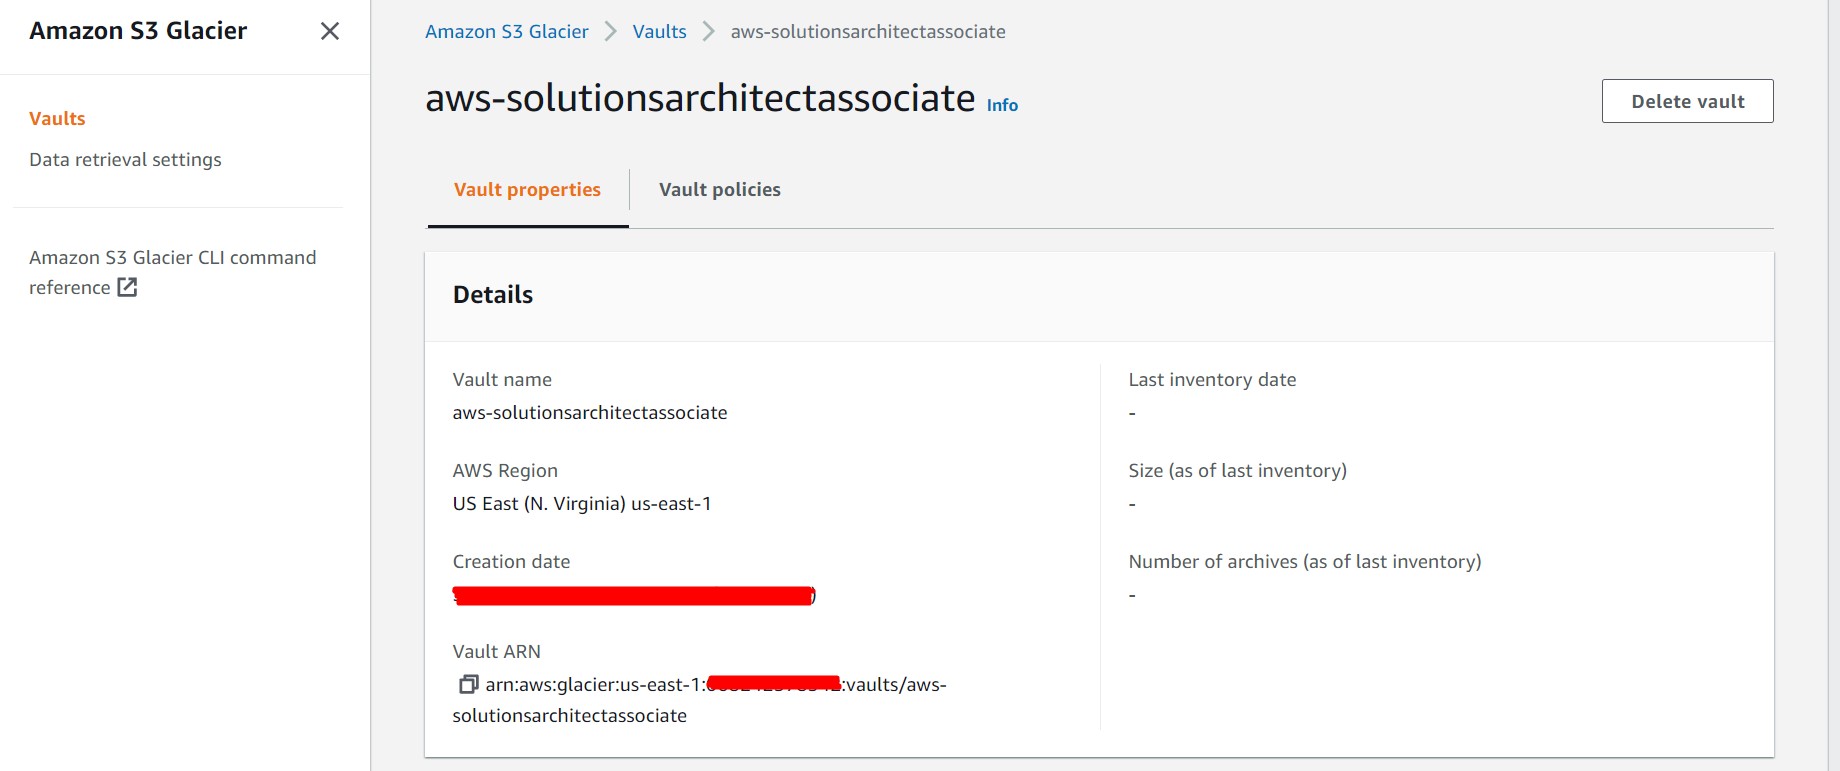 Amazon S3 Glacier
Vaults
Data retrieval settings
Amazon S3 Glacier CLI command
reference
Amazon S3 Glacier > Vaults > aws-solutionsarchitectassociate
aws-solutionsarchitectassociate Info
Delete vault
Vault properties
Vault policies
Details
Vault name
aws-solutionsarchitectassociate
AWS Region
US East (N. Virginia) us-east-1
Creation date
Vault ARN
arn:aws:glacier:us-east-1: :vaults/aws-
solutionsarchitectassociate
Last inventory date
-
Size (as of last inventory)
-
Number of archives (as of last inventory)
-